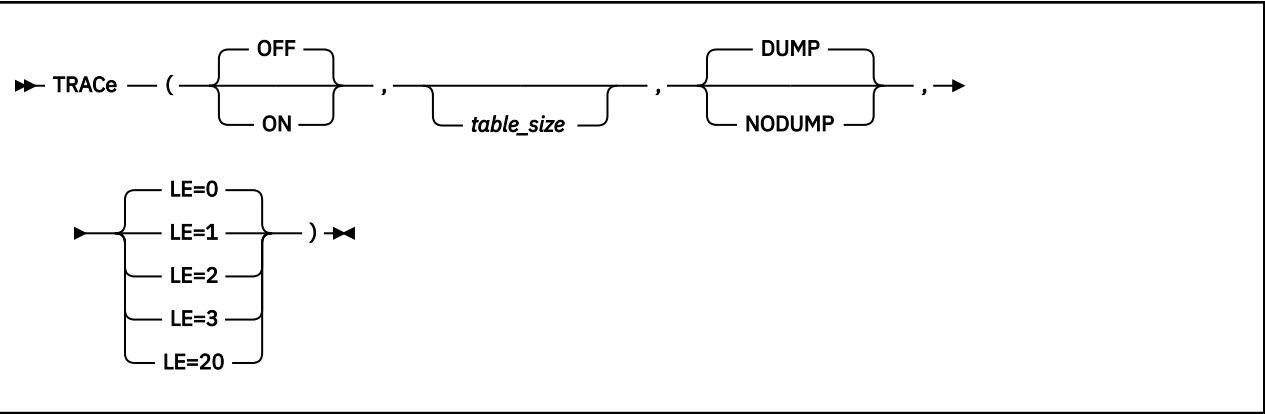 OFF DUMP
TRACe ( , , ,
ON table_size NODUMP
LE=0
LE=1 )
LE=2
LE=3
LE=20